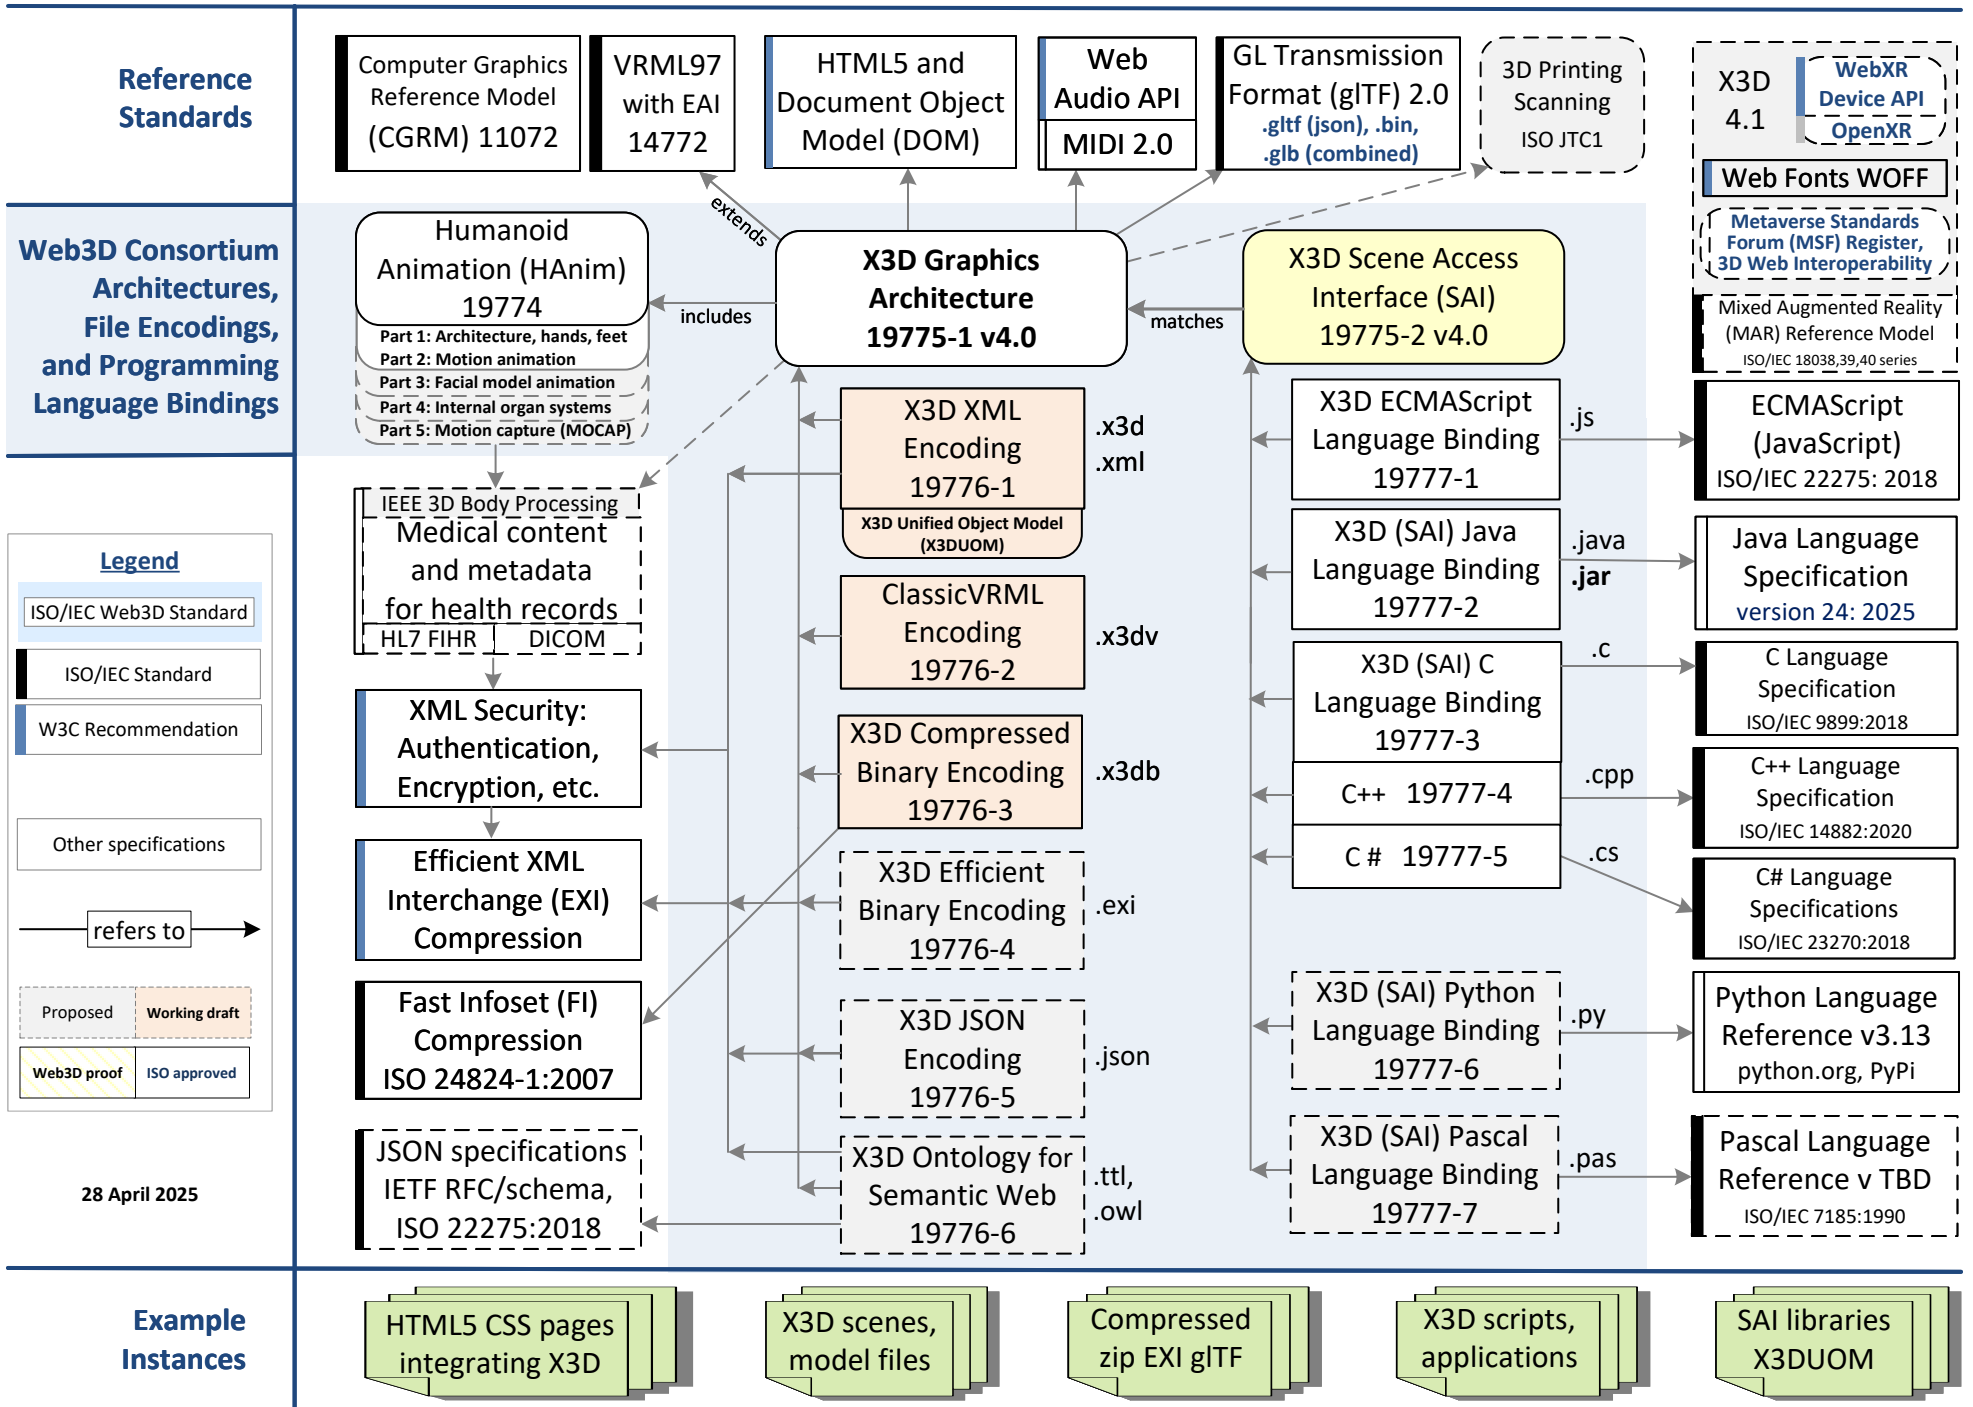 Reference
Standards
Computer Graphics
Reference Model
(CGRM) 11072
VRML97
with EAI
14772
HTML5 and
Document Object
Model (DOM)
Web
Audio API
MIDI 2.0
GL Transmission
Format (glTF) 2.0
.gltf (json), .bin,
.glb (combined)
3D Printing
Scanning
ISO JTC1
X3D
4.1
WebXR
Device API
OpenXR
Web Fonts WOFF
Metaverse Standards
Forum (MSF) Register,
3D Web Interoperability
Mixed Augmented Reality
(MAR) Reference Model
ISO/IEC 18038,39,40 series
Web3D Consortium
Architectures,
File Encodings,
and Programming
Language Bindings
Humanoid
Animation (HAnim)
19774
Part 1: Architecture, hands, feet
Part 2: Motion animation
Part 3: Facial model animation
Part 4: Internal organ systems
Part 5: Motion capture (MOCAP)
extends
includes
X3D Graphics
Architecture
19775-1 v4.0
matches
X3D Scene Access
Interface (SAI)
19775-2 v4.0
IEEE 3D Body Processing
Medical content
and metadata
for health records
HL7 FIHR
DICOM
XML Security:
Authentication,
Encryption, etc.
Efficient XML
Interchange (EXI)
Compression
Fast Infoset (FI)
Compression
ISO 24824-1:2007
JSON specifications
IETF RFC/schema,
ISO 22275:2018
X3D XML
Encoding
19776-1
.x3d
.xml
X3D Unified Object Model
(X3DUOM)
ClassicVRML
Encoding
19776-2
.x3dv
X3D Compressed
Binary Encoding
19776-3
.x3db
X3D Efficient
Binary Encoding
19776-4
.exi
X3D JSON
Encoding
19776-5
.json
X3D Ontology for
Semantic Web
19776-6
.ttl,
.owl
X3D ECMAScript
Language Binding
19777-1
.js
X3D (SAI) Java
Language Binding
19777-2
.java
.jar
X3D (SAI) C
Language Binding
19777-3
.c
C++ 19777-4
.cpp
C # 19777-5
.cs
X3D (SAI) Python
Language Binding
19777-6
.py
X3D (SAI) Pascal
Language Binding
19777-7
.pas
ECMAScript
(JavaScript)
ISO/IEC 22275: 2018
Java Language
Specification
version 24: 2025
C Language
Specification
ISO/IEC 9899:2018
C++ Language
Specification
ISO/IEC 14882:2020
C# Language
Specifications
ISO/IEC 23270:2018
Python Language
Reference v3.13
python.org, PyPi
Pascal Language
Reference v TBD
ISO/IEC 7185:1990
Legend
ISO/IEC Web3D Standard
ISO/IEC Standard
W3C Recommendation
Other specifications
refers to
Proposed
Working draft
Web3D proof
ISO approved
28 April 2025
Example
Instances
HTML5 CSS pages
integrating X3D
X3D scenes,
model files
Compressed
zip EXI glTF
X3D scripts,
applications
SAI libraries
X3DUOM